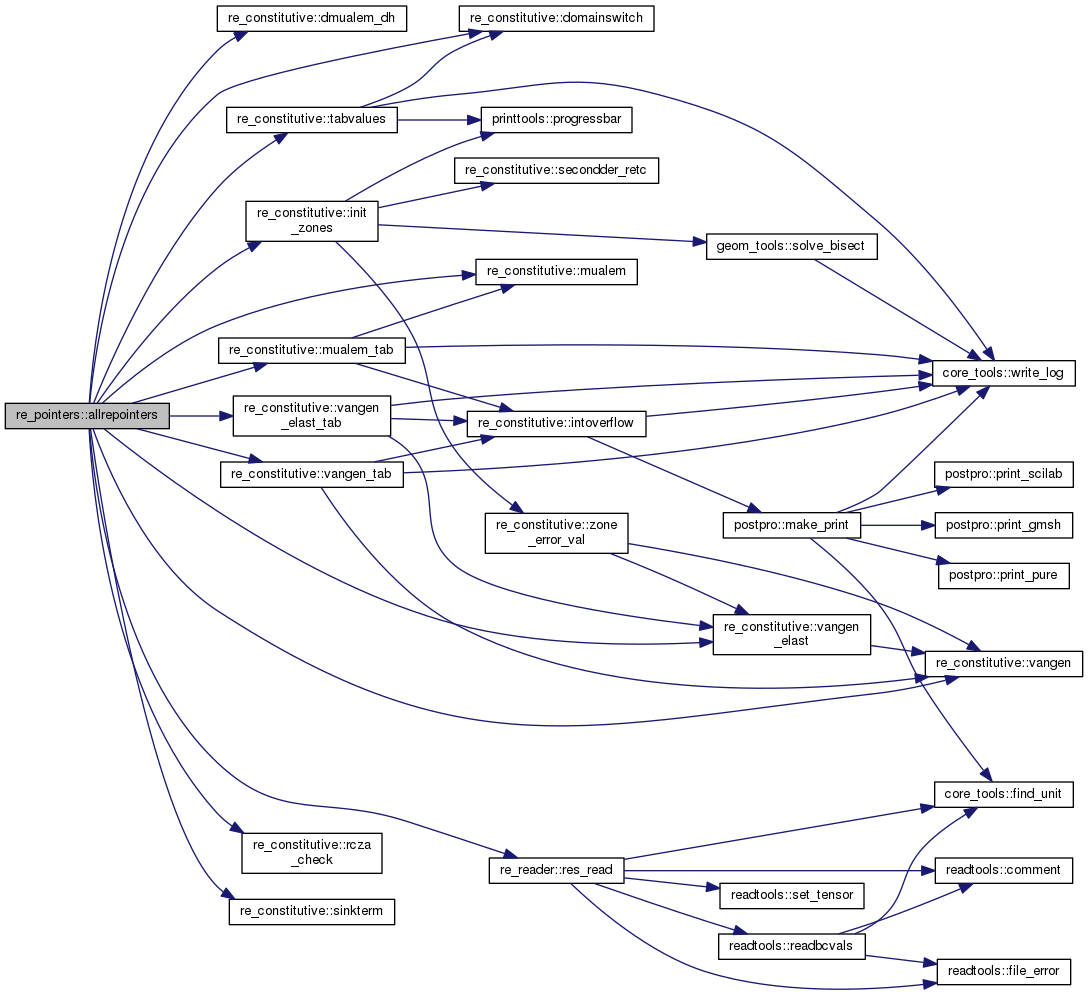 re_constitutive::dmualem_dh
re_constitutive::domainswitch
re_constitutive::tabvalues
printtools::progressbar
re_constitutive::secondder_retc
re_constitutive::init
_zones
geom_tools::solve_bisect
re_constitutive::mualem
re_constitutive::mualem_tab
core_tools::write_log
re_pointers::allrepointers
re_constitutive::vangen
_elast_tab
re_constitutive::intoverflow
re_constitutive::vangen_tab
postpro::print_scilab
re_constitutive::zone
_error_val
postpro::make_print
postpro::print_gmsh
postpro::print_pure
re_constitutive::vangen
_elast
re_constitutive::vangen
core_tools::find_unit
re_constitutive::rcza
_check
re_reader::res_read
readtools::comment
readtools::set_tensor
re_constitutive::sinkterm
readtools::readbcvals
readtools::file_error